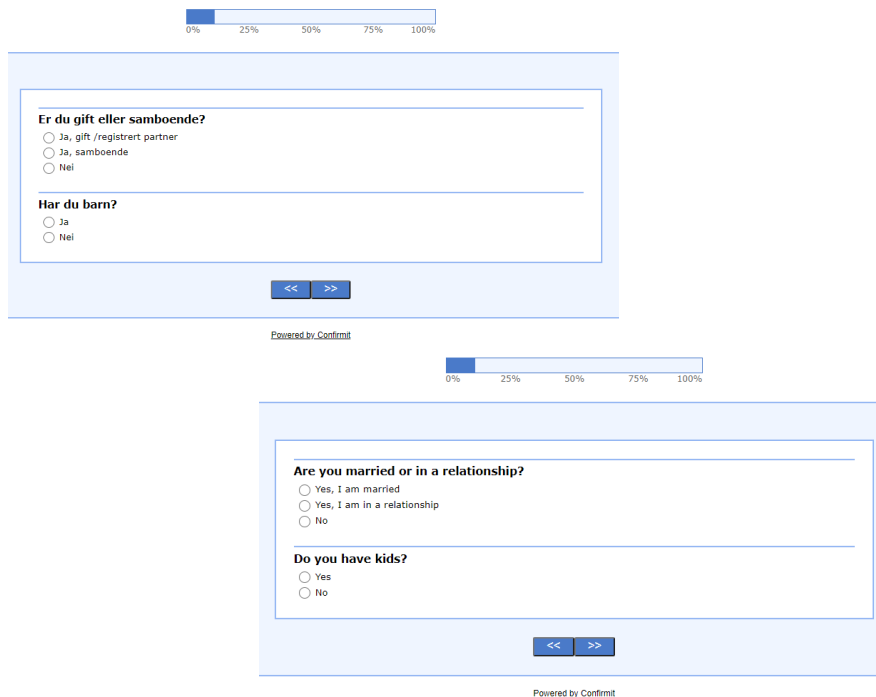 0% 25% 50% 75% 100%
Er du gift eller samboende?
Ja, gift /registrert partner
Ja, samboende
Nei
Har du barn?
Ja
Nei
<< >>
Powered by Confirmit
0% 25% 50% 75% 100%
Are you married or in a relationship?
Yes, I am married
Yes, I am in a relationship
No
Do you have kids?
Yes
No
<< >>
Powered by Confirmit